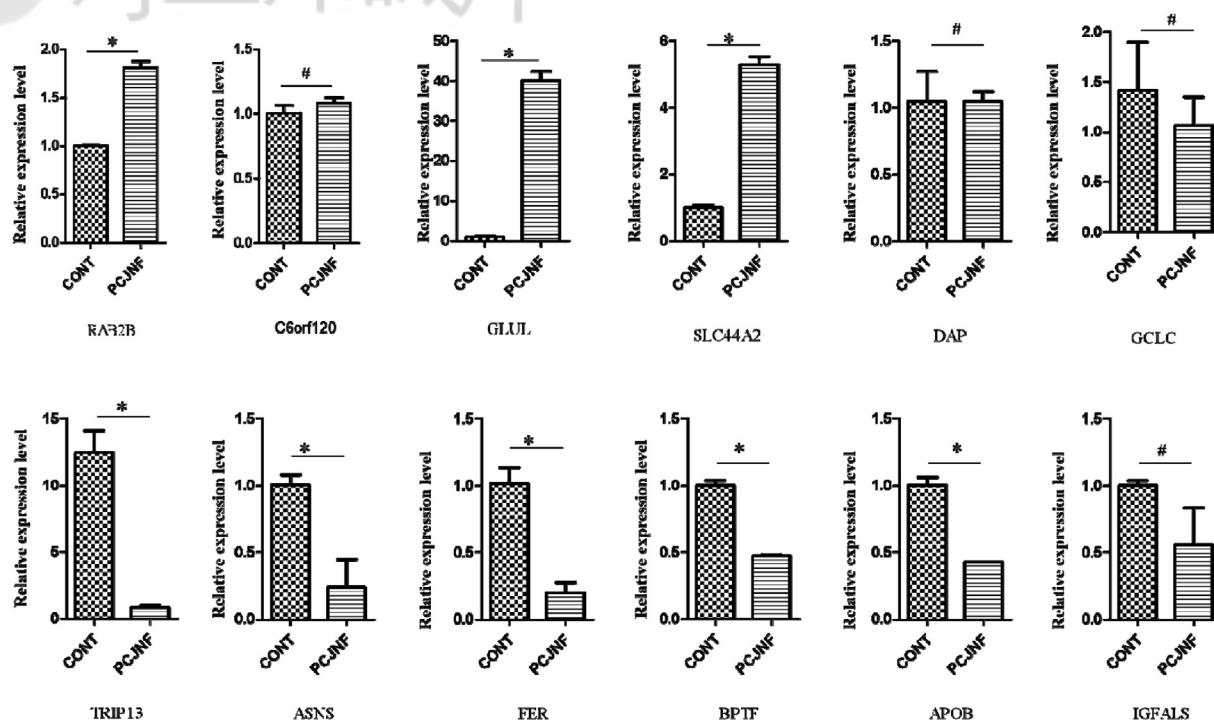 Relative expression level
2.0
1.5
1.0
0.5
0.0
*
CONT
PCJNF
RAB2B
Relative expression level
1.5
1.0
0.5
0.0
#
CONT
PCJNF
C6orf120
Relative expression level
50
40
30
20
10
0
*
CONT
PCJNF
GLUL
Relative expression level
6
4
2
0
*
CONT
PCJNF
SLC44A2
Relative expression level
1.5
1.0
0.5
0.0
#
CONT
PCJNF
DAP
Relative expression level
2.0
1.5
1.0
0.5
0.0
#
CONT
PCJNF
GCLC
Relative expression level
15
10
5
0
*
CONT
PCJNF
TRIP13
Relative expression level
1.5
1.0
0.5
0.0
*
CONT
PCJNF
ASNS
Relative expression level
1.5
1.0
0.5
0.0
*
CONT
PCJNF
FER
Relative expression level
1.5
1.0
0.5
0.0
*
CONT
PCJNF
BPTF
Relative expression level
1.5
1.0
0.5
0.0
*
CONT
PCJNF
APOB
Relative expression level
1.5
1.0
0.5
0.0
#
CONT
PCJNF
IGFALS